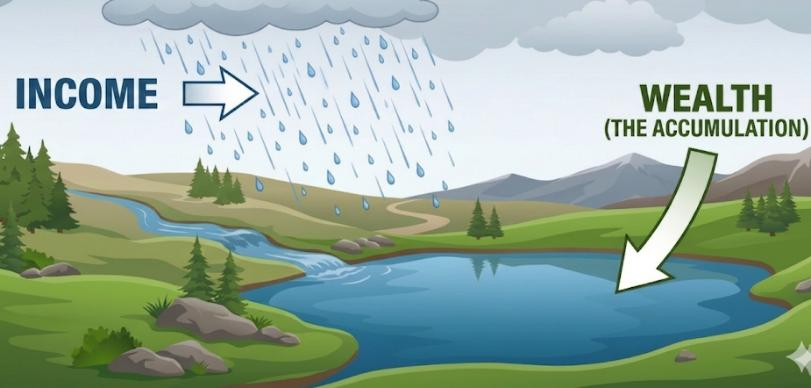 INCOME
WEALTH
(THE ACCUMULATION)